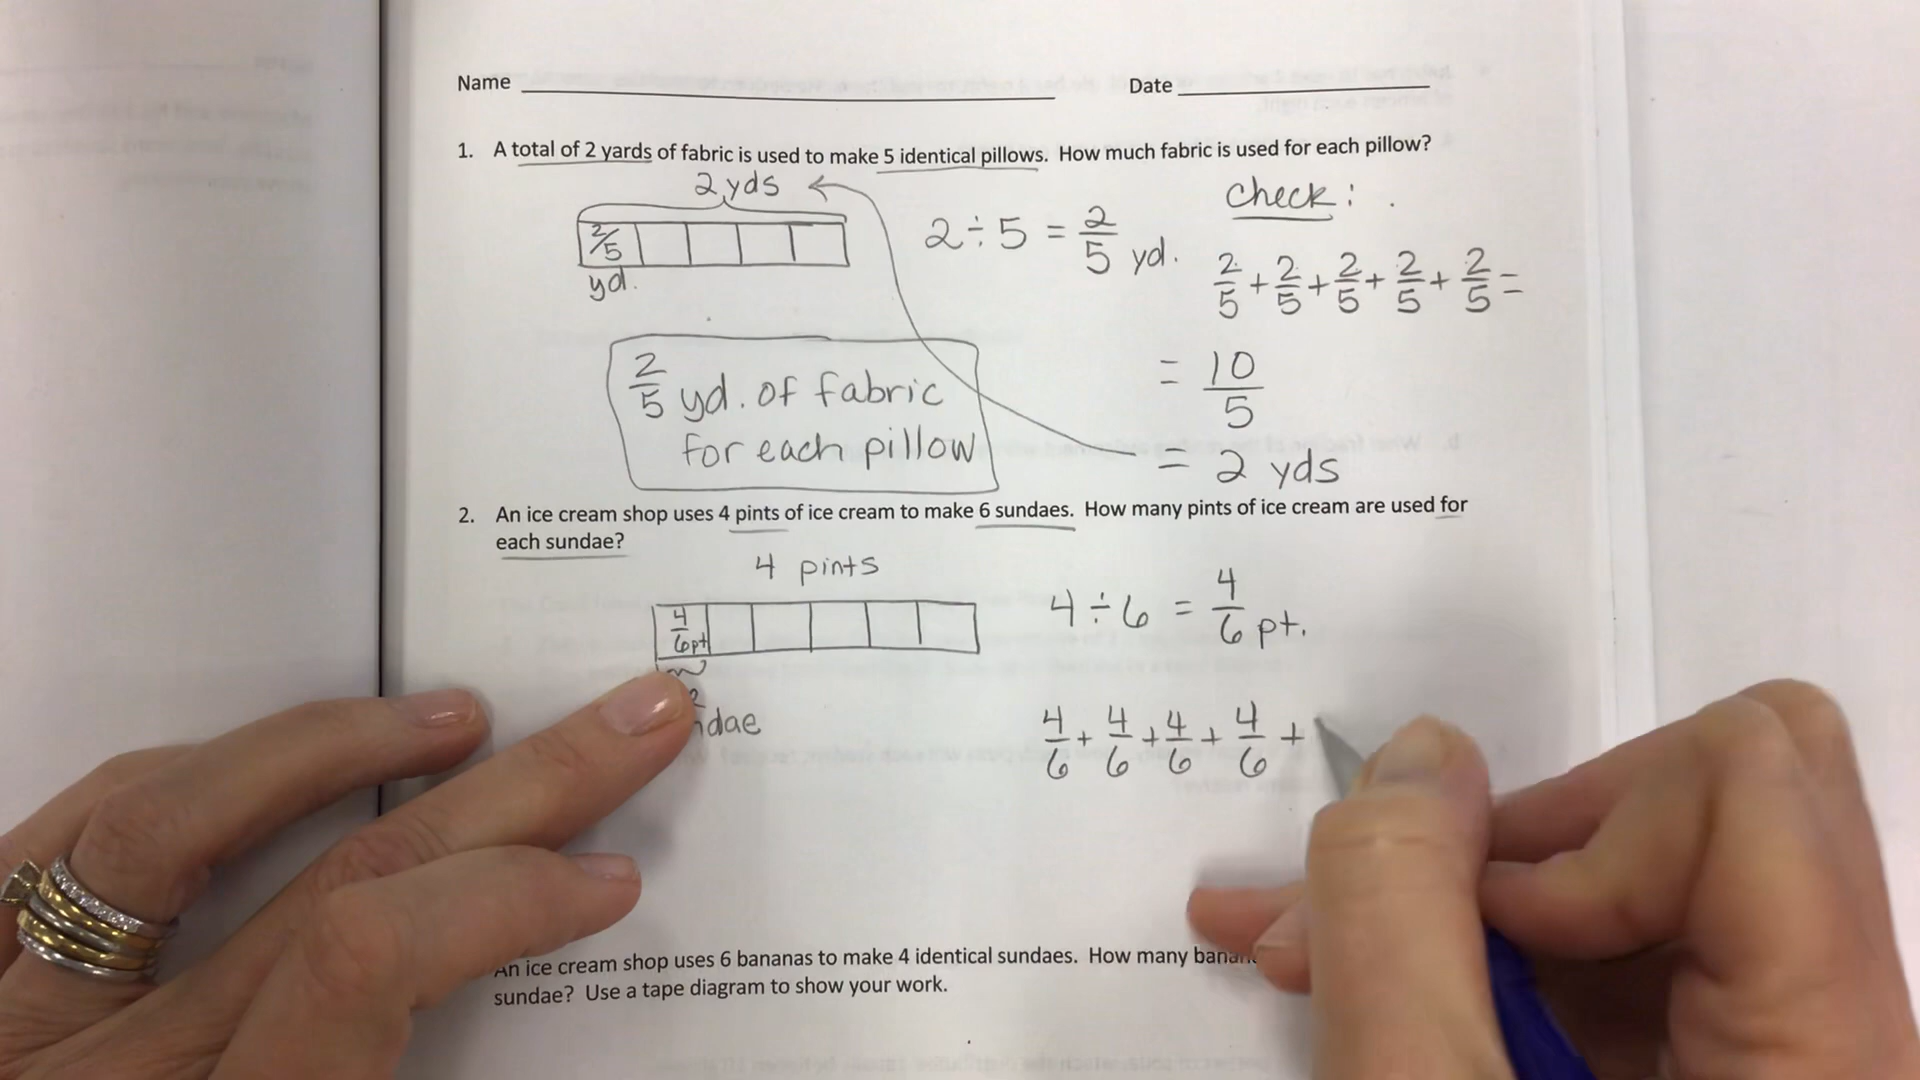 Name Date
1. A total of 2 yards of fabric is used to make 5 identical pillows. How much fabric is used for each pillow?
2 yds
2/5
yd.
2 ÷ 5 = 2/5 yd.
check:
2/5 + 2/5 + 2/5 + 2/5 + 2/5 =
= 10/5
= 2 yds
2/5 yd. of fabric
for each pillow
2. An ice cream shop uses 4 pints of ice cream to make 6 sundaes. How many pints of ice cream are used for
each sundae?
4 pints
4/6 pt
4 ÷ 6 = 4/6 pt.
4/6 + 4/6 + 4/6 + 4/6 +
An ice cream shop uses 6 bananas to make 4 identical sundaes. How many
sundae? Use a tape diagram to show your work.